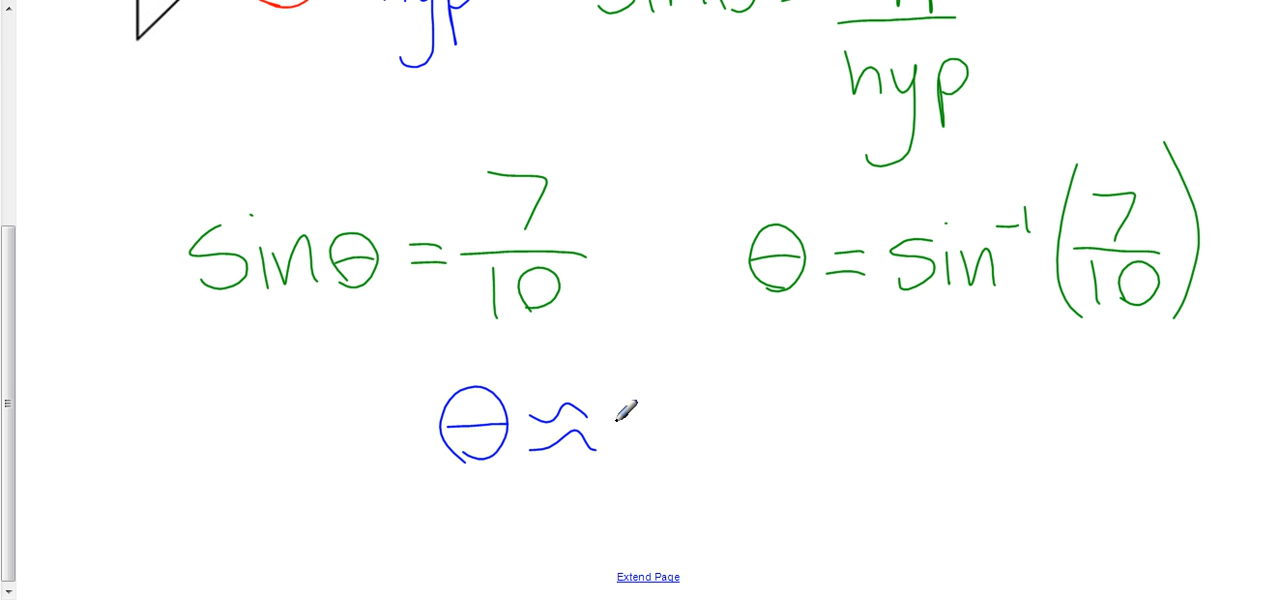 hyp
hyp
sinθ = 7/10
θ = sin⁻¹(7/10)
θ ≈
Extend Page